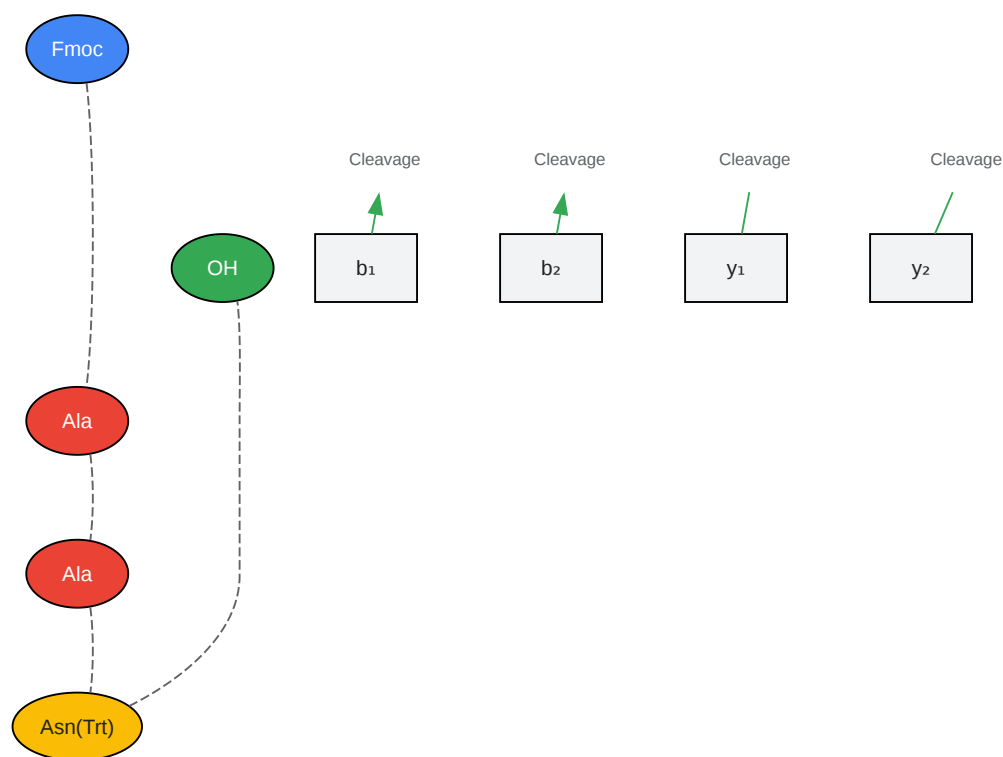 Fmoc
Cleavage Cleavage Cleavage Cleavage
OH b₁ b₂ y₁ y₂
Ala
Ala
Asn(Trt)